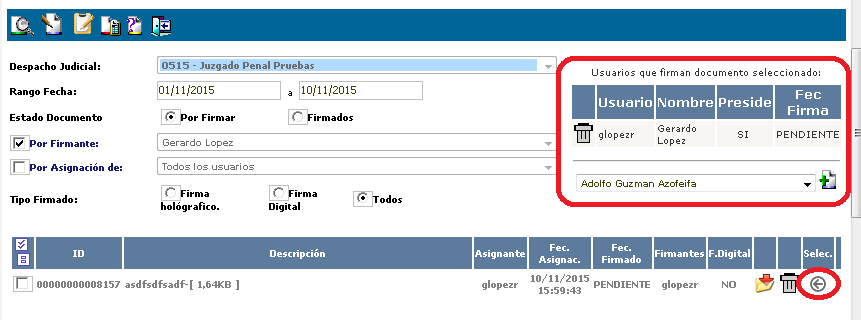 Despacho Judicial: 0515 - Juzgado Penal Pruebas
Rango Fecha: 01/11/2015 a 10/11/2015
Estado Documento Por Firmar Firmados
Por Firmante: Gerardo Lopez
Por Asignación de: Todos los usuarios
Tipo Firmado: Firma hológrafico. Firma Digital Todos
Usuarios que firman documento seleccionado:
Usuario Nombre Preside Fec Firma
glopezr Gerardo Lopez SI PENDIENTE
Adolfo Guzman Azofeifa
ID Descripción Asignante Fec. Asignac. Fec. Firmado Firmantes F.Digital Selec.
00000000008157 asdfsdfsadf-[ 1,64KB ] glopezr 10/11/2015 15:59:43 PENDIENTE glopezr NO